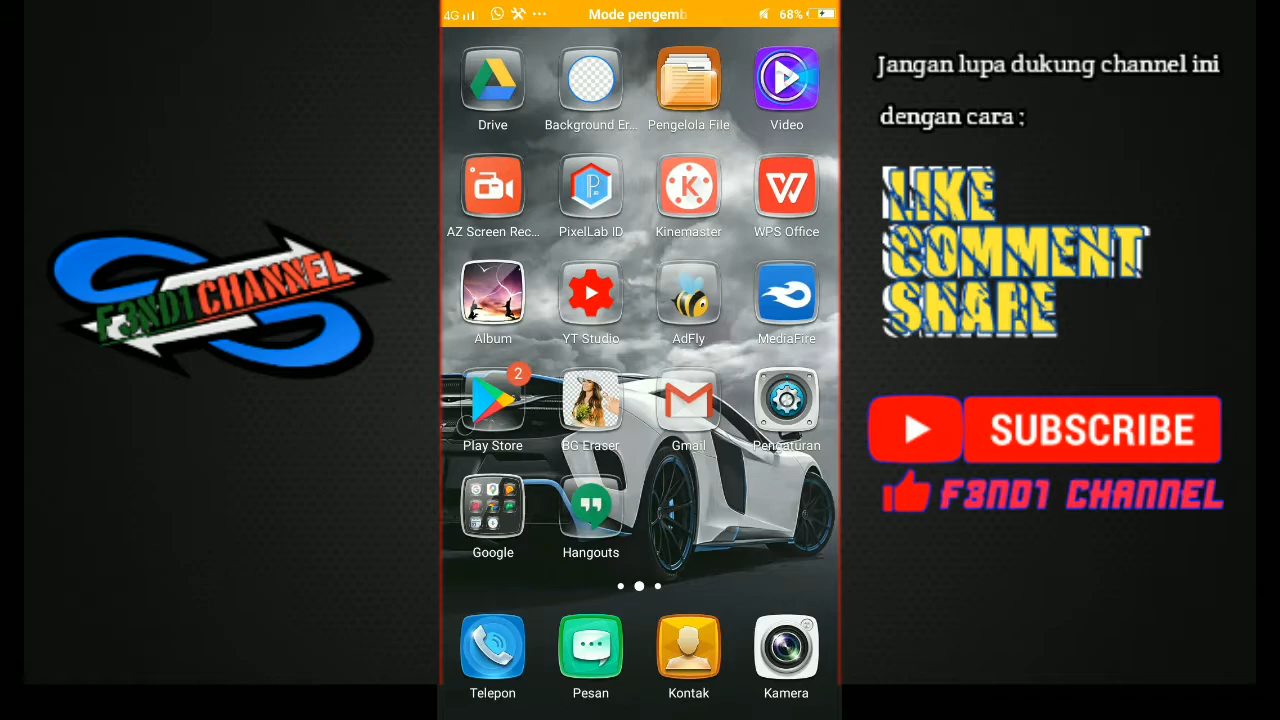 4G
Mode pengemb
68%
Drive
Background Er...
Pengelola File
Video
AZ Screen Rec...
PixelLab ID
Kinemaster
WPS Office
Album
YT Studio
AdFly
MediaFire
2
Play Store
BG Eraser
Gmail
Pengaturan
Google
Hangouts
Telepon
Pesan
Kontak
Kamera
F3ND1 CHANNEL
Jangan lupa dukung channel ini
dengan cara :
LIKE
COMMENT
SHARE
SUBSCRIBE
F3ND1 CHANNEL